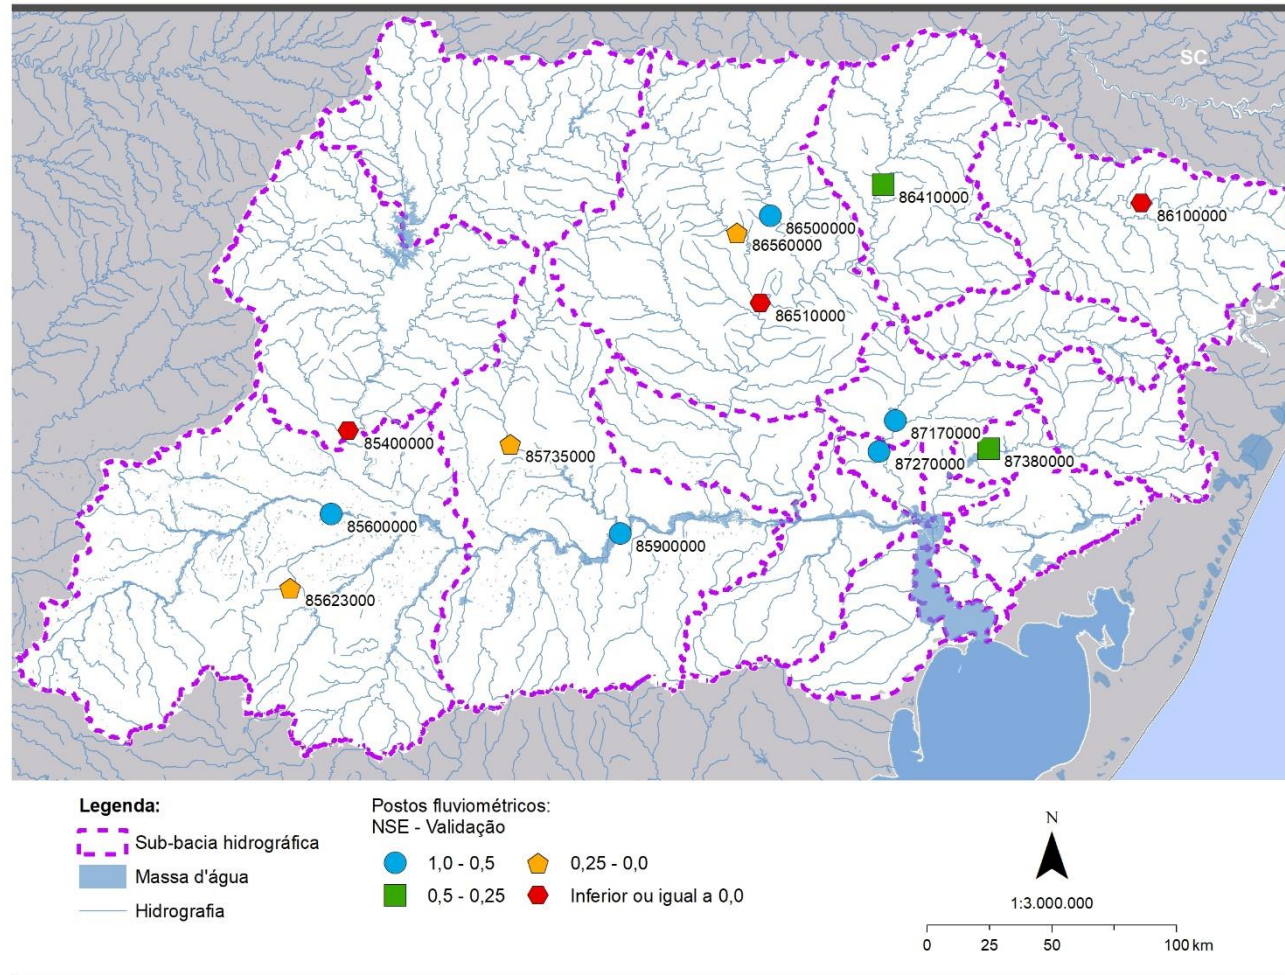 SC
86410000
86100000
86500000
86560000
86510000
87170000
85400000
85735000
87270000
87380000
85600000
85900000
85623000
Legenda:
Sub-bacia hidrográfica
Massa d'água
Hidrografia
Postos fluviométricos:
NSE - Validação
1,0 - 0,5
0,25 - 0,0
0,5 - 0,25
Inferior ou igual a 0,0
N
1:3.000.000
0 25 50 100 km